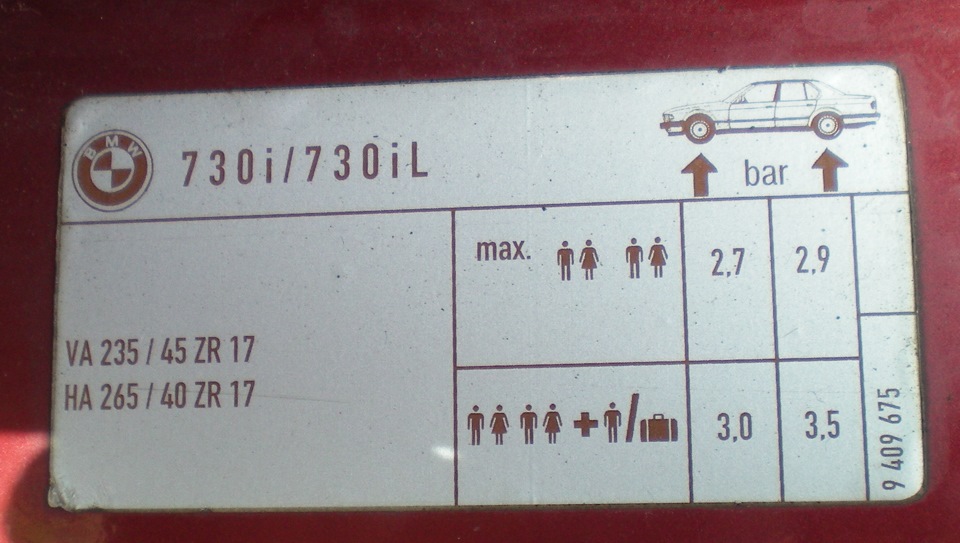 BMW
730i/730iL
bar
max.
2,7
2,9
VA 235 / 45 ZR 17
HA 265 / 40 ZR 17
+
/
3,0
3,5
9 409 675